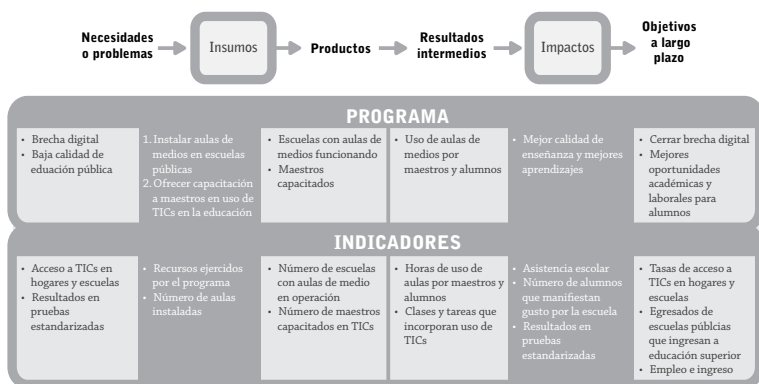 Necesidades
o problemas
Insumos
Productos
Resultados
intermedios
Impactos
Objetivos
a largo
plazo
PROGRAMA
• Brecha digital
• Baja calidad de
eduación pública
1. Instalar aulas de
medios en escuelas
públicas
2. Ofrecer capacitación
a maestros en uso de
TICs en la educación
• Escuelas con aulas de
medios funcionando
• Maestros
capacitados
• Uso de aulas de
medios por
maestros y alumnos
• Mejor calidad de
enseñanza y mejores
aprendizajes
• Cerrar brecha digital
• Mejores
oportunidades
académicas y
laborales para
alumnos
INDICADORES
• Acceso a TICs en
hogares y escuelas
• Resultados en
pruebas
estandarizadas
• Recursos ejercidos
por el programa
• Número de aulas
instaladas
• Número de escuelas
con aulas de medio
en operación
• Número de maestros
capacitados en TICs
• Horas de uso de
aulas por maestros y
alumnos
• Clases y tareas que
incorporan uso de
TICs
• Asistencia escolar
• Número de alumnos
que manifiestan
gusto por la escuela
• Resultados en
pruebas
estandarizadas
• Tasas de acceso a
TICs en hogares y
escuelas
• Egresados de
escuelas públcias
que ingresan a
educación superior
• Empleo e ingreso